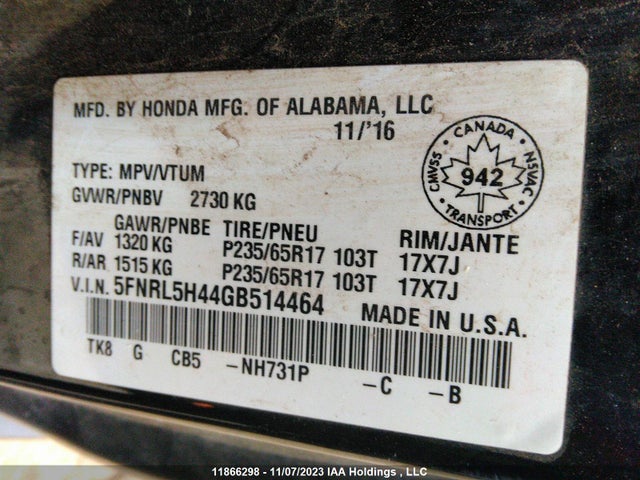 MFD. BY HONDA MFG. OF ALABAMA, LLC
11/'16
TYPE: MPV/VTUM
GVWR/PNBV 2730 KG
GAWR/PNBE TIRE/PNEU RIM/JANTE
F/AV 1320 KG P235/65R17 103T 17X7J
R/AR 1515 KG P235/65R17 103T 17X7J
V.I.N. 5FNRL5H44GB514464 MADE IN U.S.A.
TK8 G CB5 -NH731P -C -B
CANADA
CMVSS 942 NSVAC
TRANSPORT
11866298 - 11/07/2023 IAA Holdings , LLC